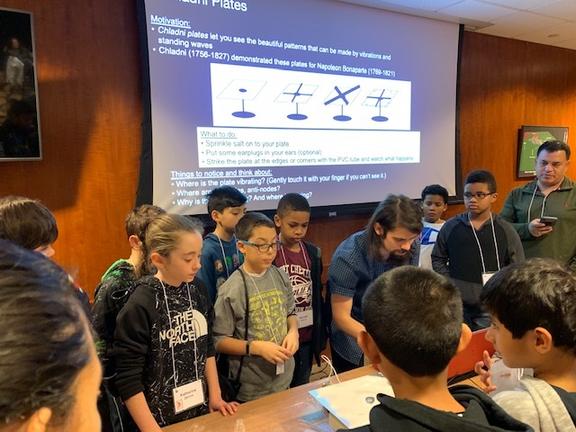 Chladni Plates
Motivation:
• Chladni plates let you see the beautiful patterns that can be made by vibrations and
standing waves
• Chladni (1756-1827) demonstrated these plates for Napoleon Bonaparte (1769-1821)
What to do:
• Sprinkle salt on to your plate
• Put some earplugs in your ears (optional)
• Strike the plate at the edges or corners with the PVC tube and watch what happens
Things to notice and think about:
• Where is the plate vibrating? (Gently touch it with your finger if you can't see it.)
• Where are nodes, anti-nodes?
• Why is And where
THE
NORTH
FACE